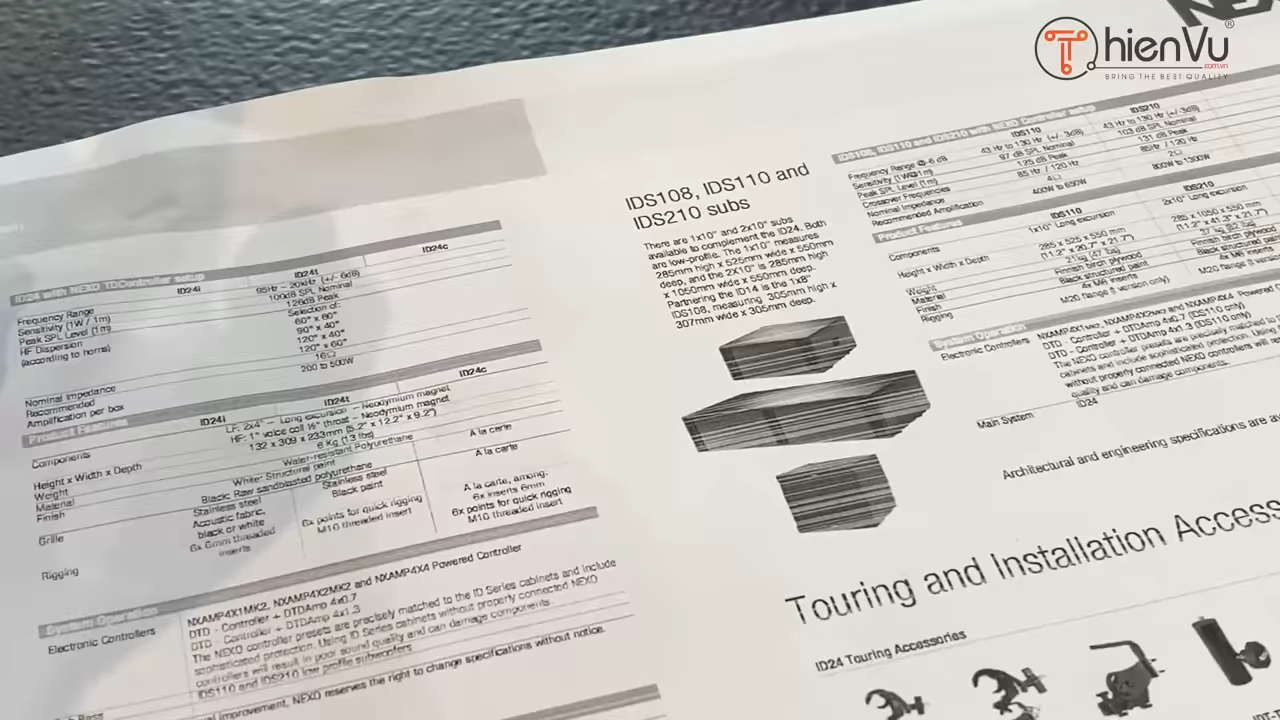 NEXO
ThienVu®
.com.vn
BRING THE BEST QUALITY
ID24 with NEXO TDController setup
ID24i ID24t ID24c
Frequency Range 95Hz – 20kHz (+/- 6dB)
Sensitivity (1W / 1m) 100dB SPL Nominal
Peak SPL Level (1m) 126dB Peak
HF Dispersion Selection of:
(according to horns) 60° x 60°
90° x 40°
120° x 40°
120° x 60°
Nominal Impedance 16Ω
Recommended 200 to 500W
Amplification per box
Product Features ID24i ID24t ID24c
Components LF: 2x4" – Long excursion – Neodymium magnet
HF: 1" voice coil ½" throat – Neodymium magnet
Height x Width x Depth 132 x 309 x 233mm (5.2" x 12.2" x 9.2")
Weight 6 Kg (13 lbs)
Material Water-resistant Polyurethane A la carte
Finish White: Structural paint A la carte
Black: Raw sandblasted polyurethane
Grille Stainless steel Stainless steel A la carte, among:
Acoustic fabric, Black paint 6x inserts 6mm
black or white
Rigging 6x 6mm threaded 6x points for quick rigging 6x points for quick rigging
inserts M10 threaded insert M10 threaded insert
System Operation
Electronic Controllers NXAMP4X1MK2, NXAMP4X2MK2 and NXAMP4X4 Powered Controller
DTD - Controller + DTDAmp 4x0.7
DTD - Controller + DTDAmp 4x1.3
The NEXO controller presets are precisely matched to the ID Series cabinets and include
sophisticated protection. Using ID Series cabinets without properly connected NEXO
controllers will result in poor sound quality and can damage components.
Sub Bass IDS110 and IDS210 low profile subwoofers
improvement, NEXO reserves the right to change specifications without notice.
IDS108, IDS110 and
IDS210 subs
There are 1x10" and 2x10" subs
available to complement the ID24. Both
are low-profile. The 1x10" measures
285mm high x 525mm wide x 550mm
deep, and the 2X10" is 285mm high
x 1050mm wide x 550mm deep.
Partnering the ID14 is the 1x8"
IDS108, measuring 305mm high x
307mm wide x 305mm deep.
IDS108, IDS110 and IDS210 with NEXO Controller setup
IDS110 IDS210
Frequency Range @-6 dB 43 Hz to 130 Hz (+/- 3dB) 43 Hz to 130 Hz (+/-3dB)
Sensitivity (1W@1m) 97 dB SPL Nominal 103 dB SPL Nominal
Peak SPL Level (1m) 125 dB Peak 131 dB Peak
Crossover Frequencies 85 Hz / 120 Hz 85Hz / 120 Hz
Nominal Impedance 4Ω 2Ω
Recommended Amplification 400W to 650W 800W to 1300W
Product Features IDS110 IDS210
Components 1x10" Long excursion 2x10" Long excursion
Height x Width x Depth 285 x 525 x 550 mm 285 x 1050 x 550 mm
(11.2" x 20.7" x 21.7") (11.2" x 41.3" x 21.7")
Weight 21kg (47 lbs)
Material Finnish birch plywood Finnish birch plywood
Finish Black structured paint Black structured paint
Rigging 4x M6 inserts 4x M6 inserts
M20 flange (t version only) M20 flange (t version
System Operation
Electronic Controllers NXAMP4X1MK2, NXAMP4X2MK2 and NXAMP4X4 Powered
DTD - Controller + DTDAmp 4x0.7 (IDS110 only)
DTD - Controller + DTDAmp 4x1.3 (IDS110 only)
The NEXO controller presets are precisely matched to
cabinets and include sophisticated protection. Using
without properly connected NEXO controllers will re
quality and can damage components.
Main System ID24
Architectural and engineering specifications are a
Touring and Installation Access
ID24 Touring Accessories